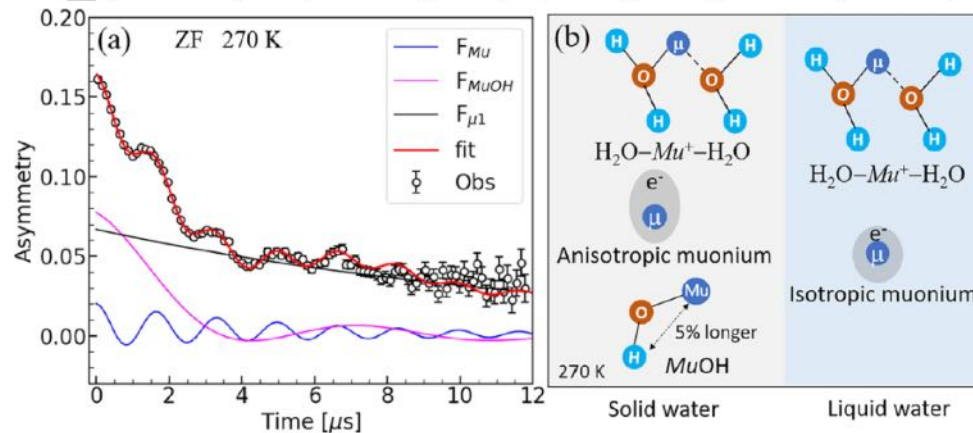 (a) ZF 270 K
F_Mu
F_MuOH
F_μ1
fit
Obs
0.20
0.15
0.10
0.05
0.00
Asymmetry
0 2 4 6 8 10 12
Time [μs]
(b)
H μ H
O O
H H
H₂O–Mu⁺–H₂O
e⁻
μ
Anisotropic muonium
Mu
O
5% longer
H
MuOH
270 K
Solid water
H μ H
O O
H H
H₂O–Mu⁺–H₂O
e⁻
μ
Isotropic muonium
Liquid water